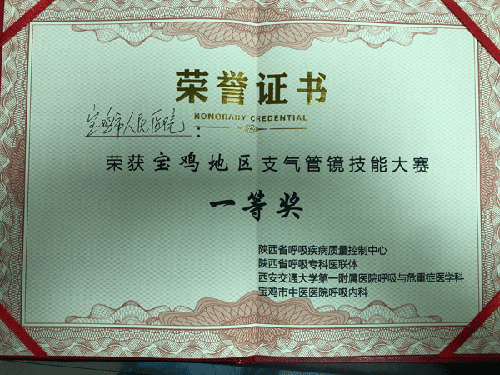 荣誉证书
HONORARY CREDENTIAL
宝鸡市人民医院：
荣获宝鸡地区支气管镜技能大赛
一等奖
陕西省呼吸疾病质量控制中心
陕西省呼吸专科医联体
西安交通大学第一附属医院呼吸与危重症医学科
宝鸡市中医医院呼吸内科